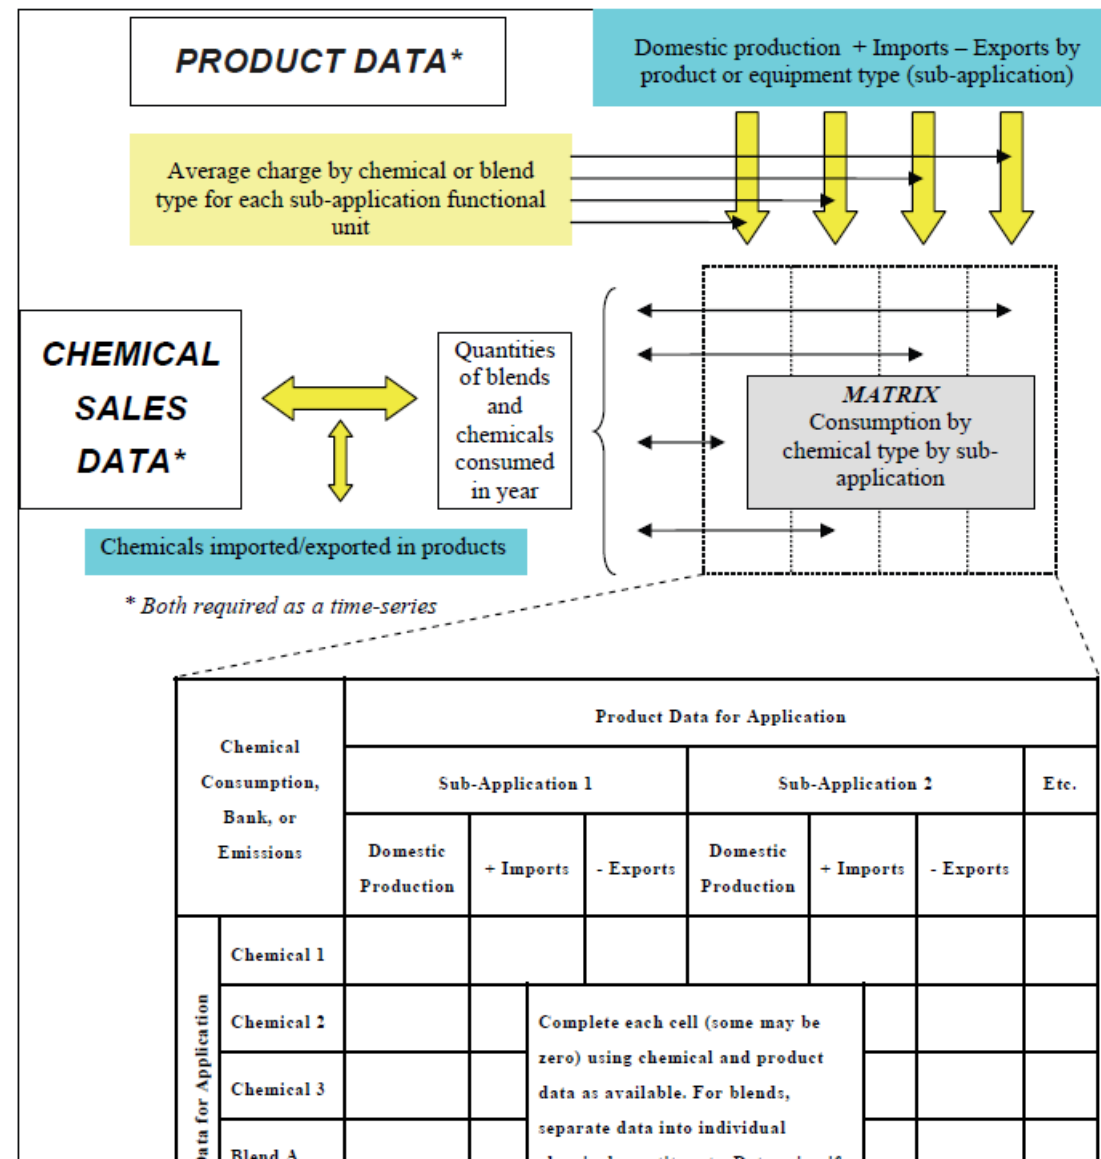 PRODUCT DATA*
Domestic production + Imports – Exports by
product or equipment type (sub-application)
Average charge by chemical or blend
type for each sub-application functional
unit
CHEMICAL
SALES
DATA*
Quantities
of blends
and
chemicals
consumed
in year
MATRIX
Consumption by
chemical type by sub-
application
Chemicals imported/exported in products
* Both required as a time-series
Chemical
Consumption,
Bank, or
Emissions
Product Data for Application
Sub-Application 1
Sub-Application 2
Etc.
Domestic
Production
+ Imports
- Exports
Domestic
Production
+ Imports
- Exports
Data for Application
Chemical 1
Chemical 2
Chemical 3
Blend A
Complete each cell (some may be
zero) using chemical and product
data as available. For blends,
separate data into individual